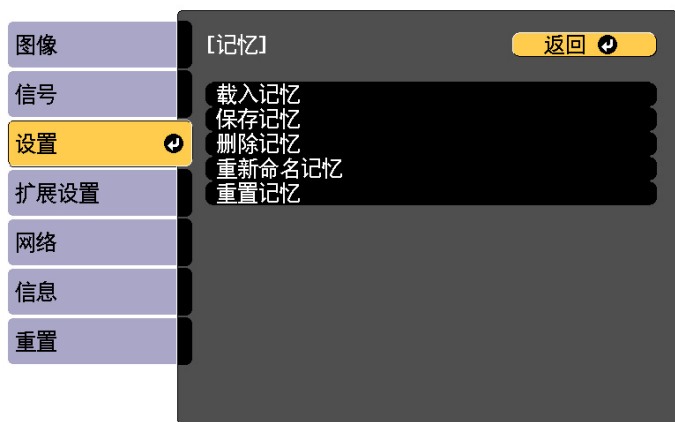 图像
信号
设置
扩展设置
网络
信息
重置
[记忆]
返回
载入记忆
保存记忆
删除记忆
重新命名记忆
重置记忆